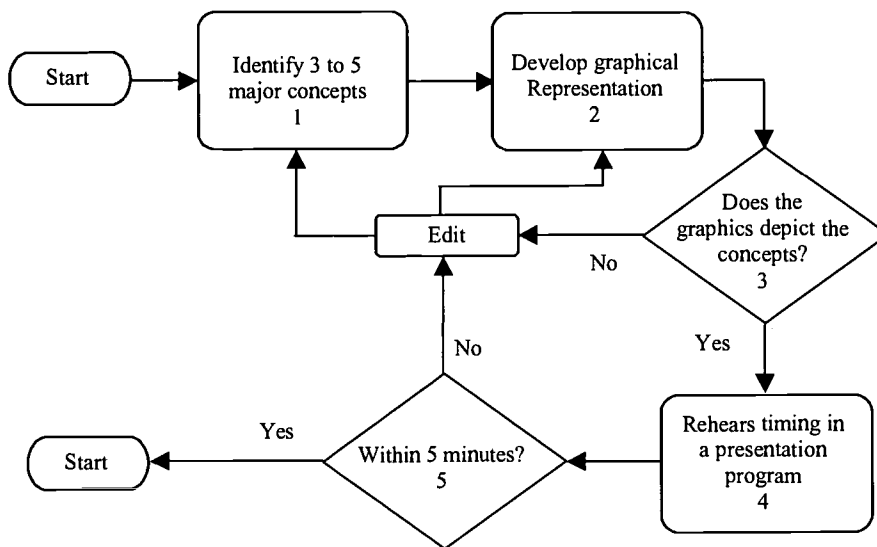 Start
Identify 3 to 5
major concepts
1
Develop graphical
Representation
2
Does the
graphics depict the
concepts?
3
No
Edit
Yes
No
Rehears timing in
a presentation
program
4
Within 5 minutes?
5
Yes
Start